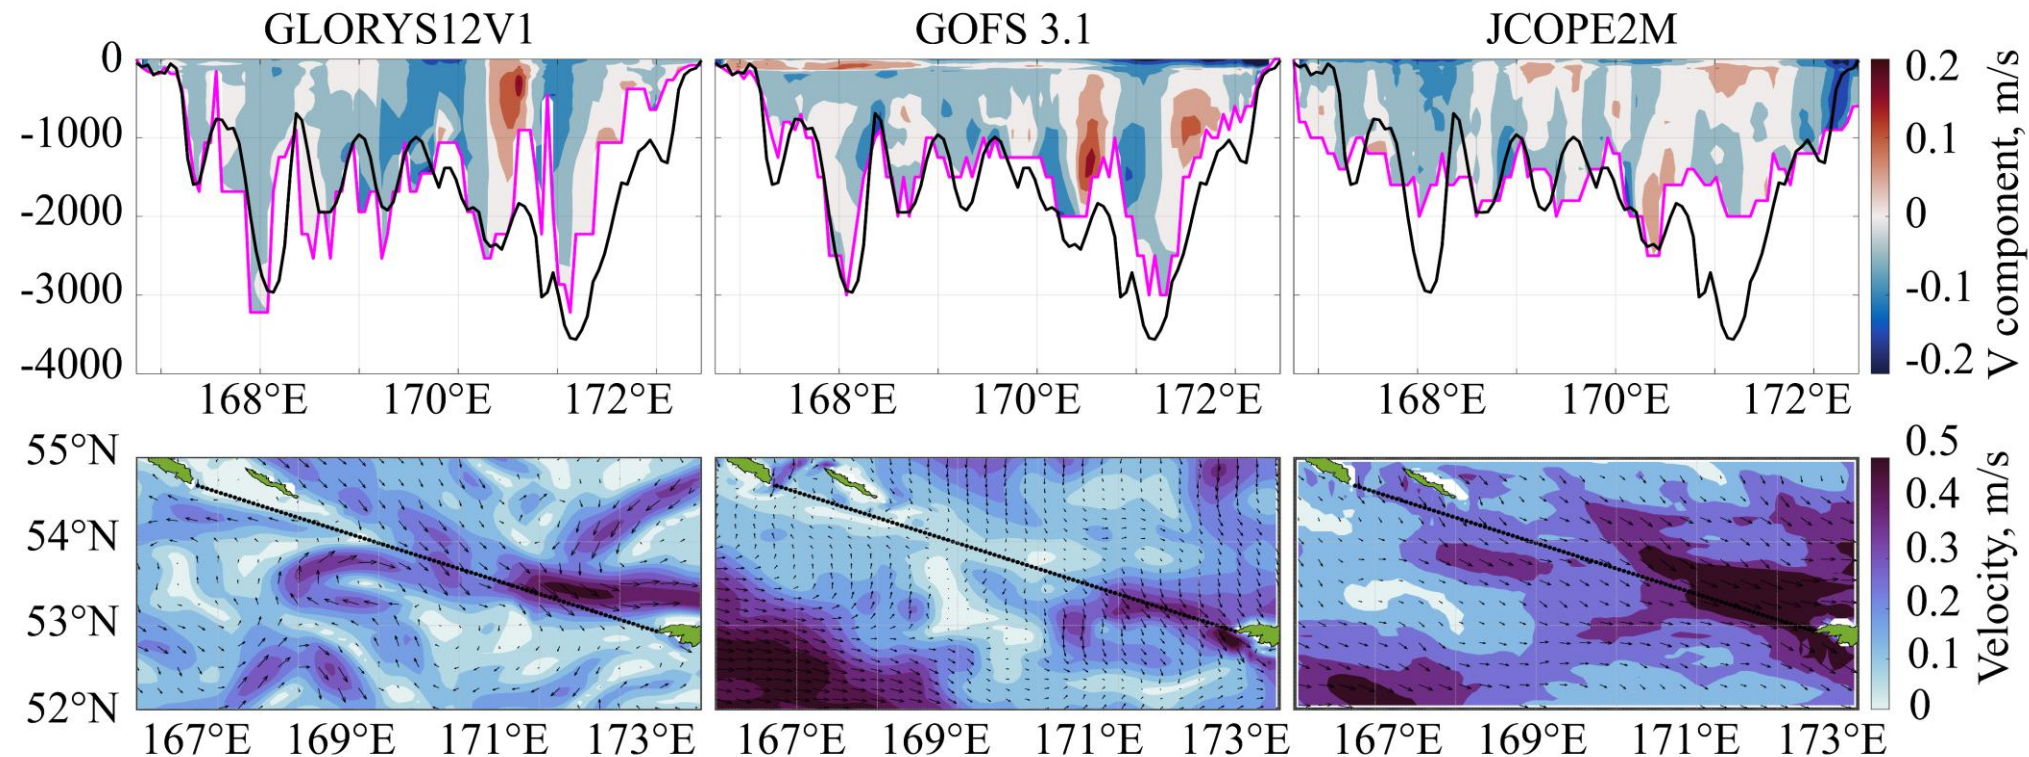 GLORYS12V1 GOFS 3.1 JCOPE2M
0
-1000
-2000
-3000
-4000
168°E 170°E 172°E 168°E 170°E 172°E 168°E 170°E 172°E
0.2
0.1
0
-0.1
-0.2
V component, m/s
55°N
54°N
53°N
52°N
167°E 169°E 171°E 173°E 167°E 169°E 171°E 173°E 167°E 169°E 171°E 173°E
0.5
0.4
0.3
0.2
0.1
0
Velocity, m/s